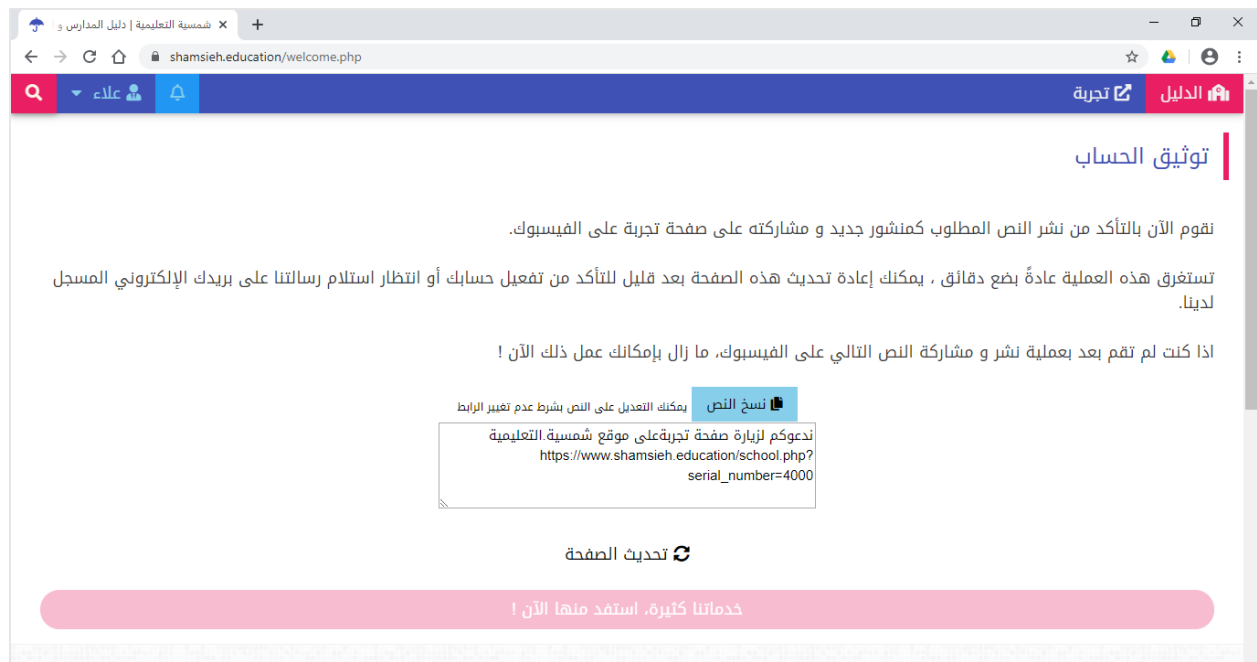 شمسية التعليمية | دليل المدارس و
shamsieh.education/welcome.php
الدليل
تجربة
علاء
توثيق الحساب
نقوم الآن بالتأكد من نشر النص المطلوب كمنشور جديد و مشاركته على صفحة تجربة على الفيسبوك.
تستغرق هذه العملية عادةً بضع دقائق ، يمكنك إعادة تحديث هذه الصفحة بعد قليل للتأكد من تفعيل حسابك أو انتظار استلام رسالتنا على بريدك الإلكتروني المسجل
لدينا.
اذا كنت لم تقم بعد بعملية نشر و مشاركة النص التالي على الفيسبوك، ما زال بإمكانك عمل ذلك الآن !
نسخ النص يمكنك التعديل على النص بشرط عدم تغيير الرابط
ندعوكم لزيارة صفحة تجربةعلى موقع شمسية.التعليمية
https://www.shamsieh.education/school.php?
serial_number=4000
تحديث الصفحة
خدماتنا كثيرة، استفد منها الآن !